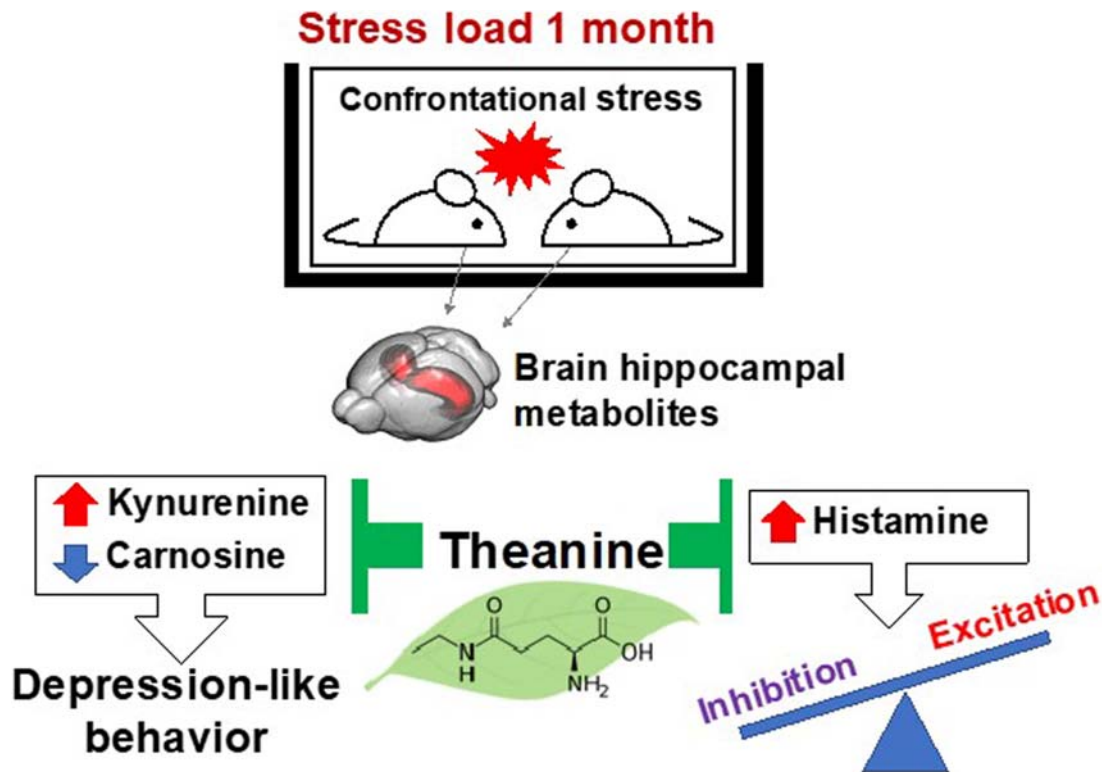 Stress load 1 month
Confrontational stress
Brain hippocampal
metabolites
Kynurenine
Carnosine
Depression-like
behavior
Theanine
O
N
H
O
OH
NH₂
Histamine
Excitation
Inhibition